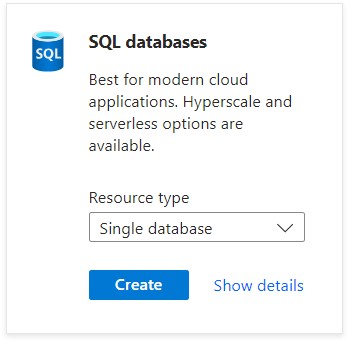 SQL
SQL databases
Best for modern cloud
applications. Hyperscale and
serverless options are
available.
Resource type
Single database
Create
Show details